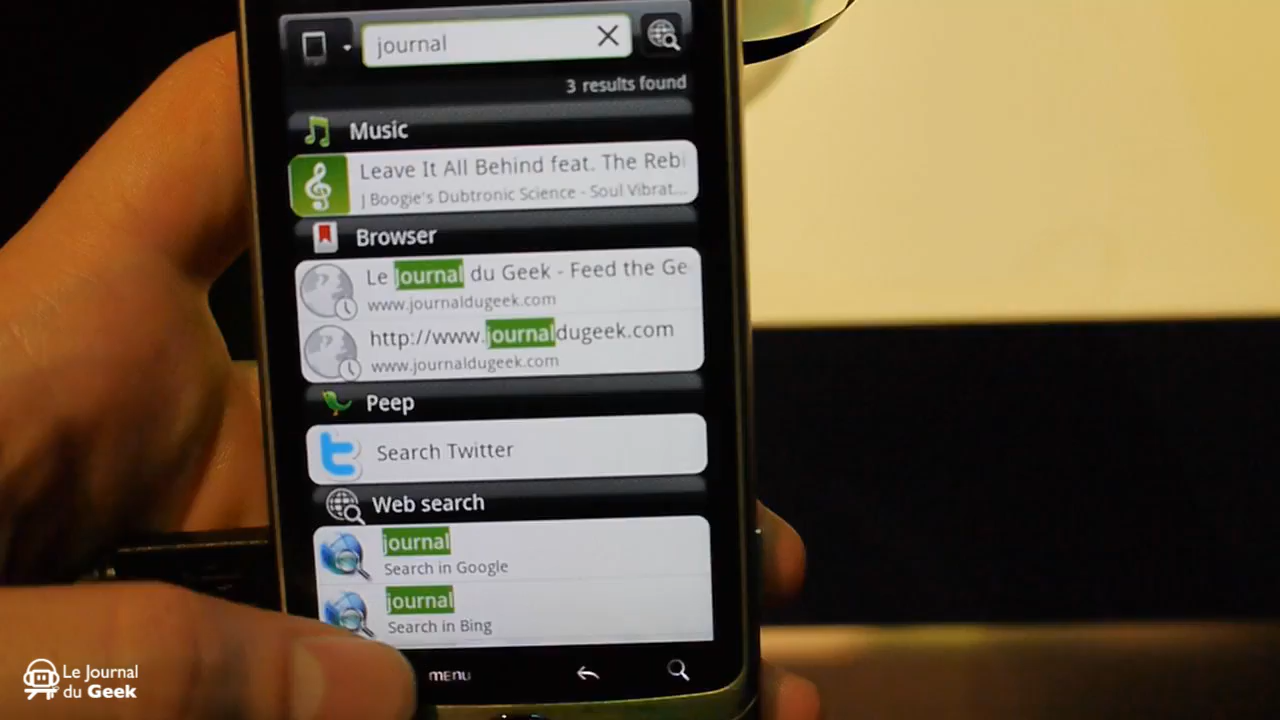 journal
3 results found
Music
Leave It All Behind feat. The Reb
J Boogie's Dubtronic Science - Soul Vibrat...
Browser
Le Journal du Geek - Feed the Ge
www.journaldugeek.com
http://www.journaldugeek.com
www.journaldugeek.com
Peep
Search Twitter
Web search
journal
Search in Google
journal
Search in Bing
MENU
Le Journal
du Geek